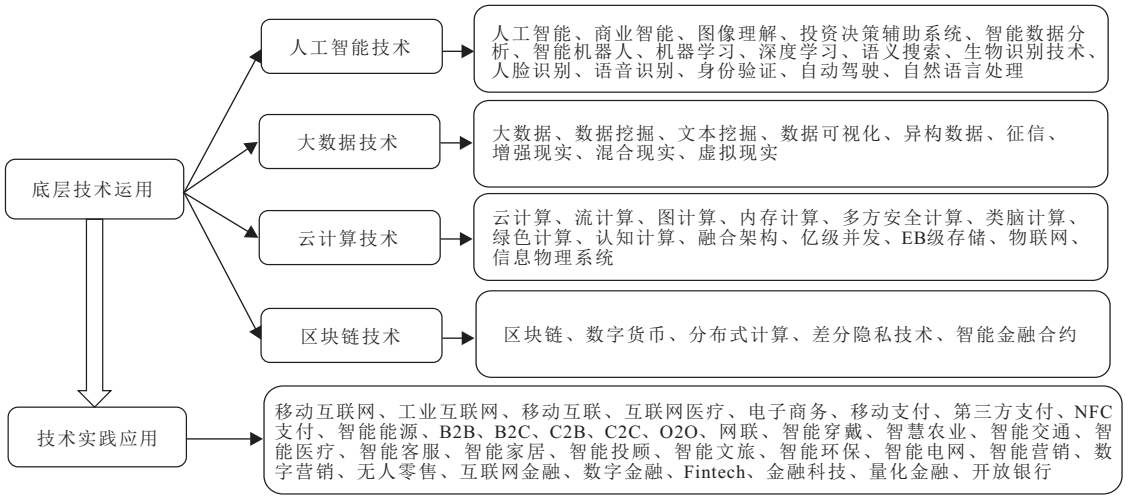 底层技术运用
人工智能技术
人工智能、商业智能、图像理解、投资决策辅助系统、智能数据分
析、智能机器人、机器学习、深度学习、语义搜索、生物识别技术、
人脸识别、语音识别、身份验证、自动驾驶、自然语言处理
大数据技术
大数据、数据挖掘、文本挖掘、数据可视化、异构数据、征信、
增强现实、混合现实、虚拟现实
云计算技术
云计算、流计算、图计算、内存计算、多方安全计算、类脑计算、
绿色计算、认知计算、融合架构、亿级并发、EB级存储、物联网、
信息物理系统
区块链技术
区块链、数字货币、分布式计算、差分隐私技术、智能金融合约
技术实践应用
移动互联网、工业互联网、移动互联、互联网医疗、电子商务、移动支付、第三方支付、NFC
支付、智能能源、B2B、B2C、C2B、C2C、O2O、网联、智能穿戴、智慧农业、智能交通、智
能医疗、智能客服、智能家居、智能投顾、智能文旅、智能环保、智能电网、智能营销、数
字营销、无人零售、互联网金融、数字金融、Fintech、金融科技、量化金融、开放银行